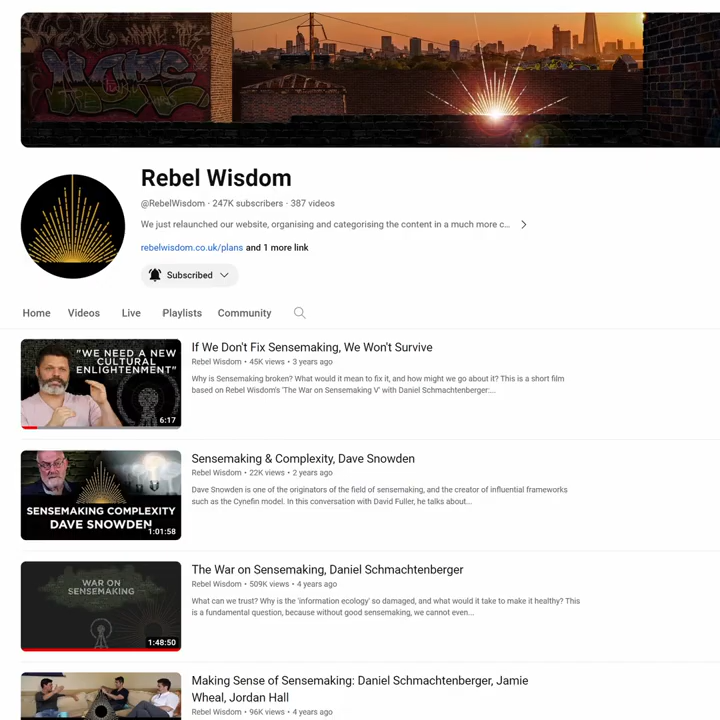 MORS
Rebel Wisdom
@RebelWisdom · 247K subscribers · 387 videos
We just relaunched our website, organising and categorising the content in a much more c...
rebelwisdom.co.uk/plans and 1 more link
Subscribed
Home Videos Live Playlists Community
"WE NEED A NEW
CULTURAL
ENLIGHTENMENT"
6:17
If We Don't Fix Sensemaking, We Won't Survive
Rebel Wisdom • 45K views • 3 years ago
Why is Sensemaking broken? What would it mean to fix it, and how might we go about it? This is a short film
based on Rebel Wisdom's 'The War on Sensemaking V' with Daniel Schmachtenberger:...
SENSEMAKING COMPLEXITY
DAVE SNOWDEN
1:01:58
Sensemaking & Complexity, Dave Snowden
Rebel Wisdom • 22K views • 2 years ago
Dave Snowden is one of the originators of the field of sensemaking, and the creator of influential frameworks
such as the Cynefin model. In this conversation with David Fuller, he talks about...
WAR ON
SENSEMAKING
1:48:50
The War on Sensemaking, Daniel Schmachtenberger
Rebel Wisdom • 509K views • 4 years ago
What can we trust? Why is the 'information ecology' so damaged, and what would it take to make it healthy? This
is a fundamental question, because without good sensemaking, we cannot even...
Making Sense of Sensemaking: Daniel Schmachtenberger, Jamie
Wheal, Jordan Hall
Rebel Wisdom • 96K views • 4 years ago